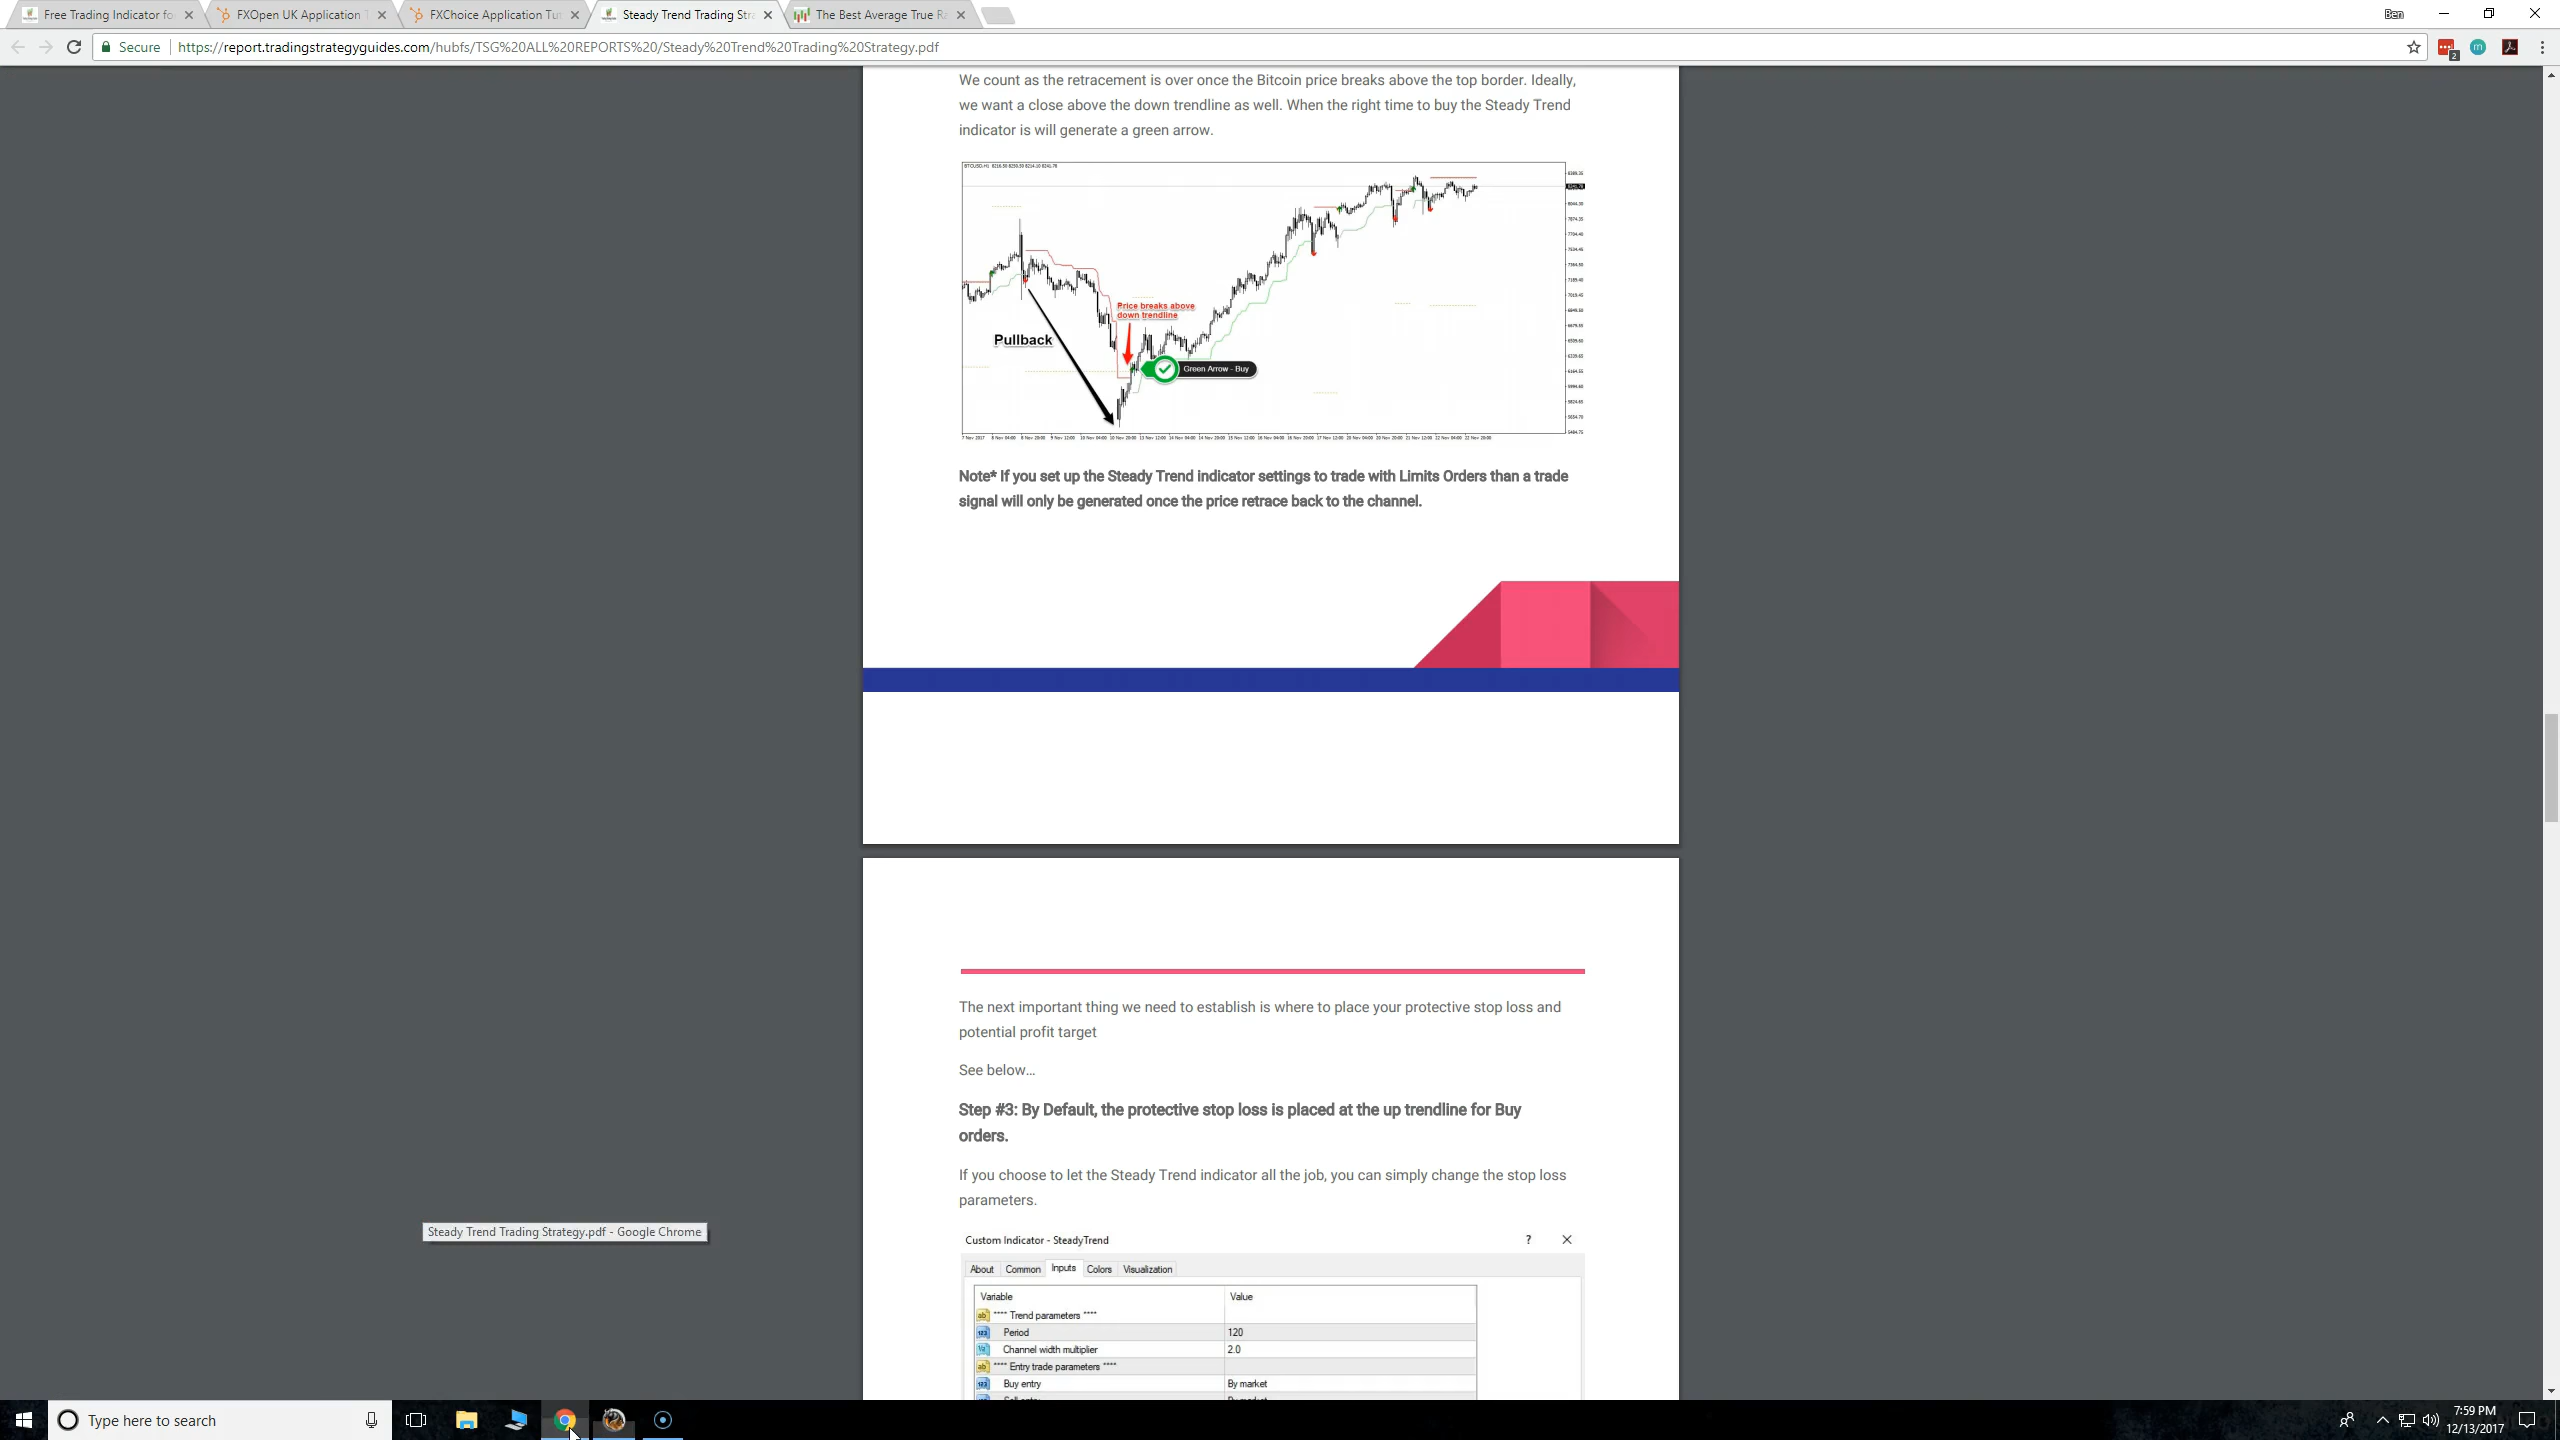 Free Trading Indicator fo
FXOpen UK Application T
FXChoice Application Tut
Steady Trend Trading Stra
The Best Average True Ra
Ben
Secure
https://report.tradingstrategyguides.com/hubfs/TSG%20ALL%20REPORTS%20/Steady%20Trend%20Trading%20Strategy.pdf
2
m
We count as the retracement is over once the Bitcoin price breaks above the top border. Ideally,
we want a close above the down trendline as well. When the right time to buy the Steady Trend
indicator is will generate a green arrow.
Price breaks above
down trendline
Pullback
Green Arrow - Buy
Note* If you set up the Steady Trend indicator settings to trade with Limits Orders than a trade
signal will only be generated once the price retrace back to the channel.
The next important thing we need to establish is where to place your protective stop loss and
potential profit target
See below...
Step #3: By Default, the protective stop loss is placed at the up trendline for Buy
orders.
If you choose to let the Steady Trend indicator all the job, you can simply change the stop loss
parameters.
Steady Trend Trading Strategy.pdf - Google Chrome
Custom Indicator - SteadyTrend
?
About Common Inputs Colors Visualization
Variable Value
ab **** Trend parameters ****
123 Period 120
Channel width multiplier 2.0
ab **** Entry trade parameters ****
123 Buy entry By market
Type here to search
7:59 PM
12/13/2017